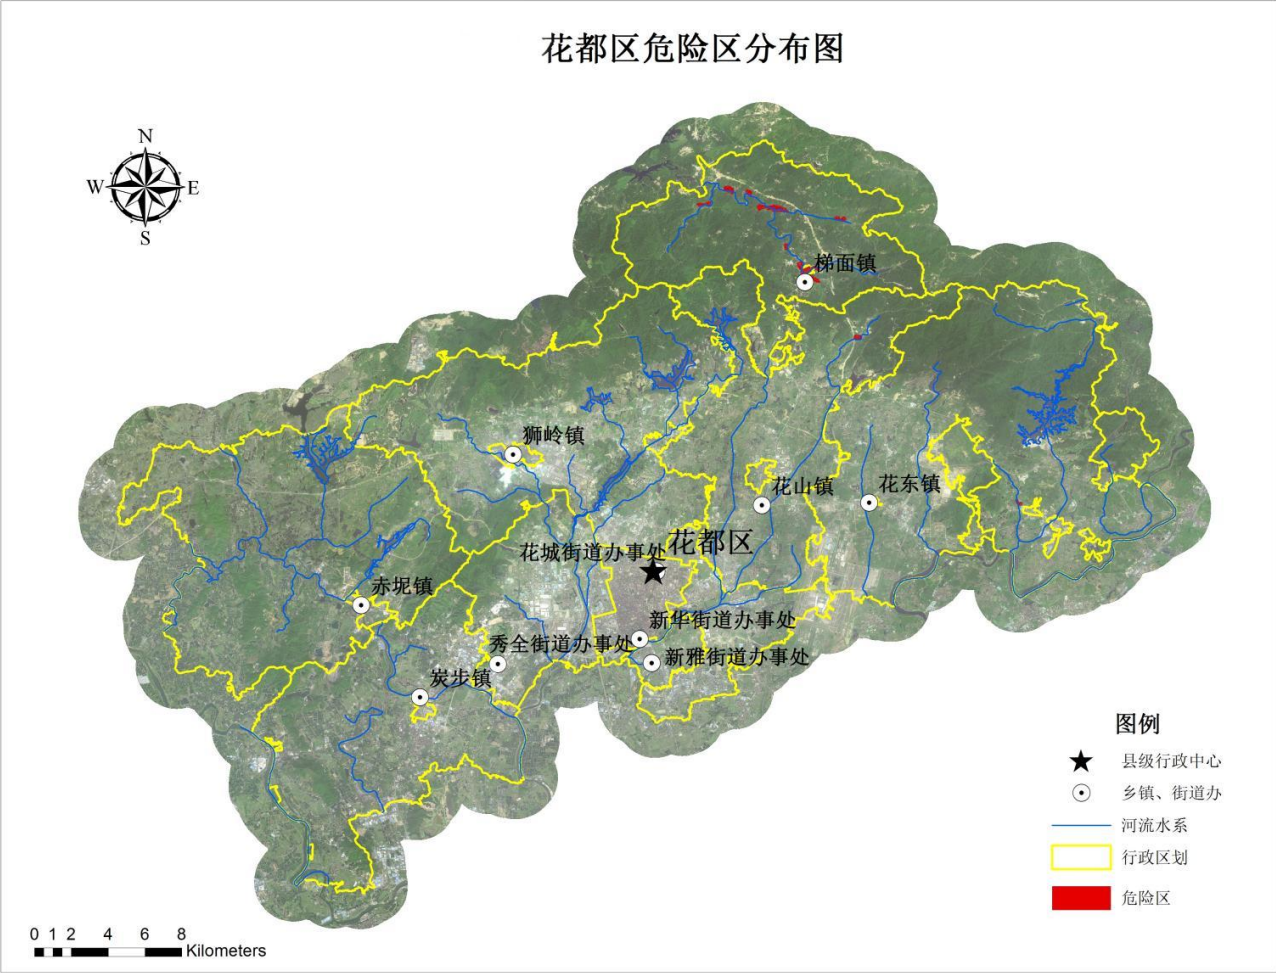 花都区危险区分布图
N
W
E
S
梯面镇
狮岭镇
花山镇
花东镇
花都区
花城街道办事处
赤坭镇
新华街道办事处
秀全街道办事处
新雅街道办事处
炭步镇
图例
县级行政中心
乡镇、街道办
河流水系
行政区划
危险区
0 1 2 4 6 8
Kilometers